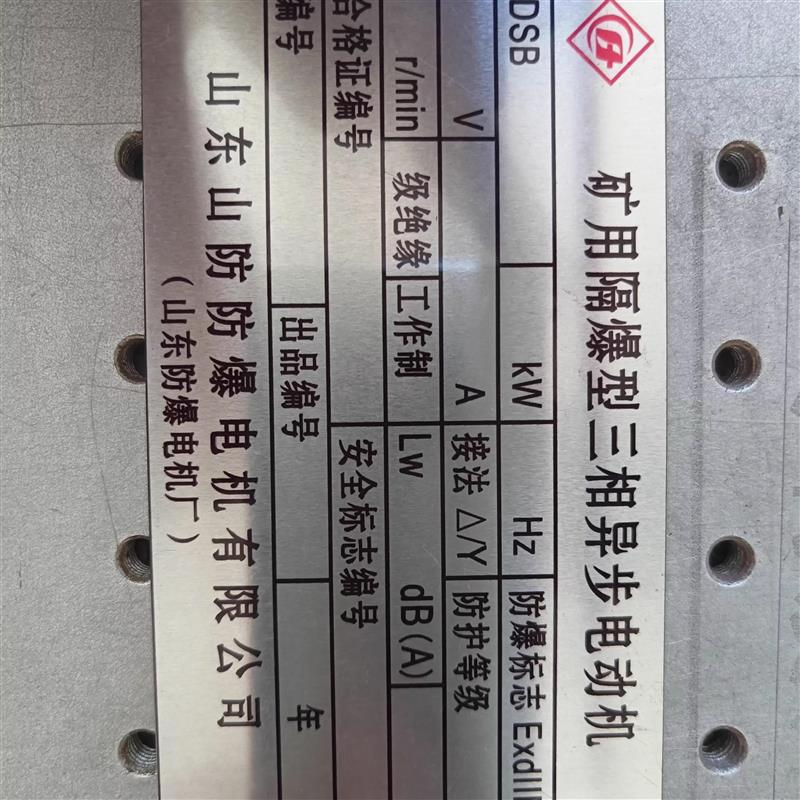 矿用隔爆型三相异步电动机
DSB kW Hz 防爆标志 ExdII
V A 接法 △/Y 防护等级
r/min 级绝缘 工作制 Lw dB(A)
合格证编号 安全标志编号
编号 出品编号 年
山东山防防爆电机有限公司
(山东防爆电机厂)